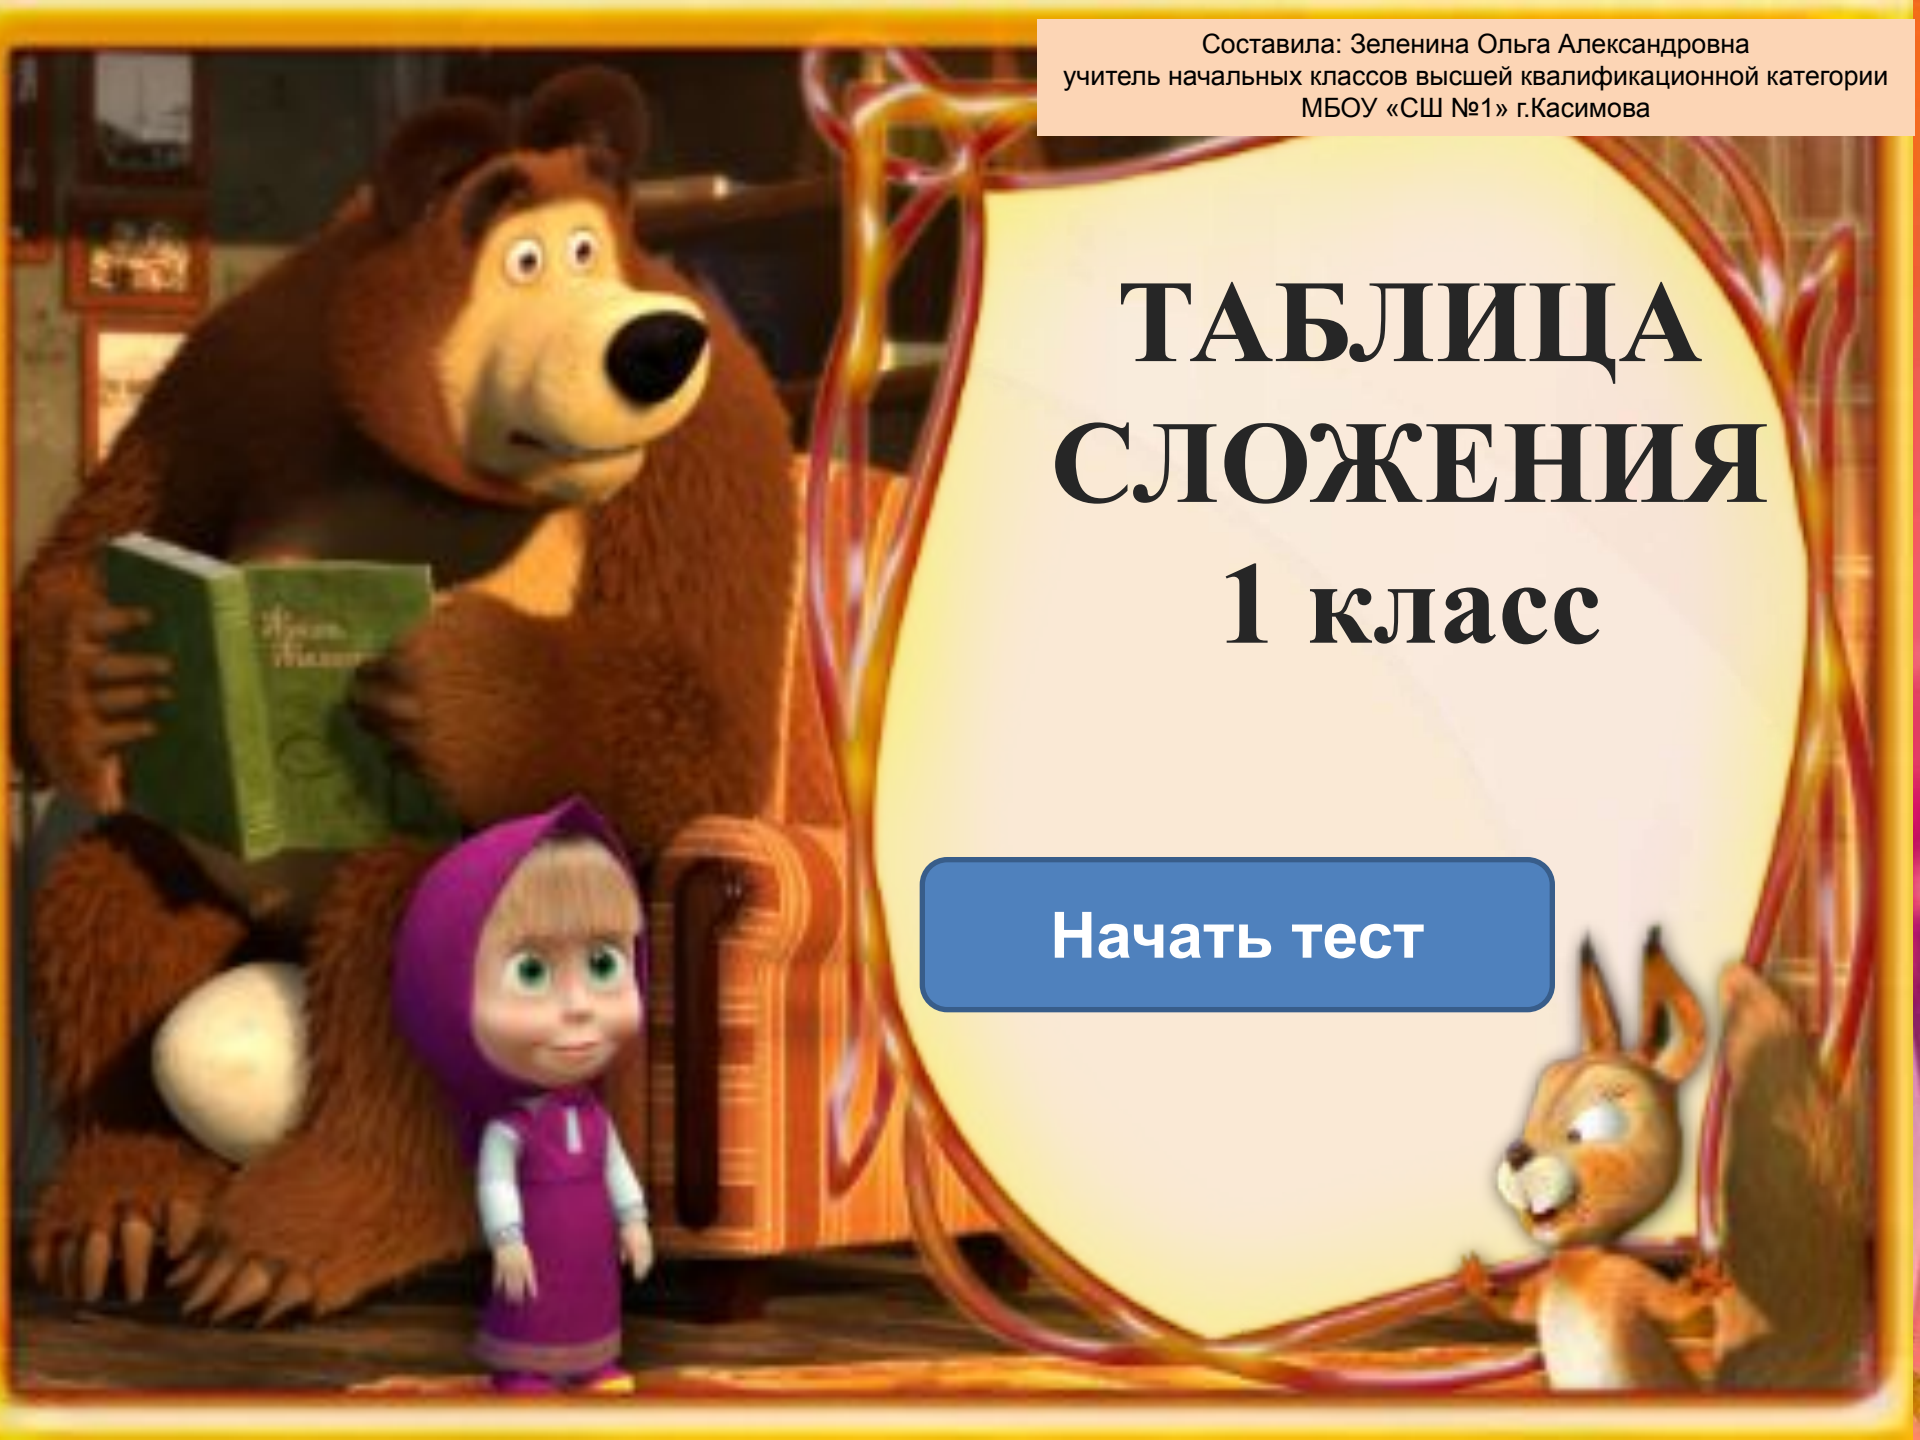 Составила: Зеленина Ольга Александровна
учитель начальных классов высшей квалификационной категории
МБОУ «СШ №1» г.Касимова
ТАБЛИЦА
СЛОЖЕНИЯ
1 класс
Начать тест